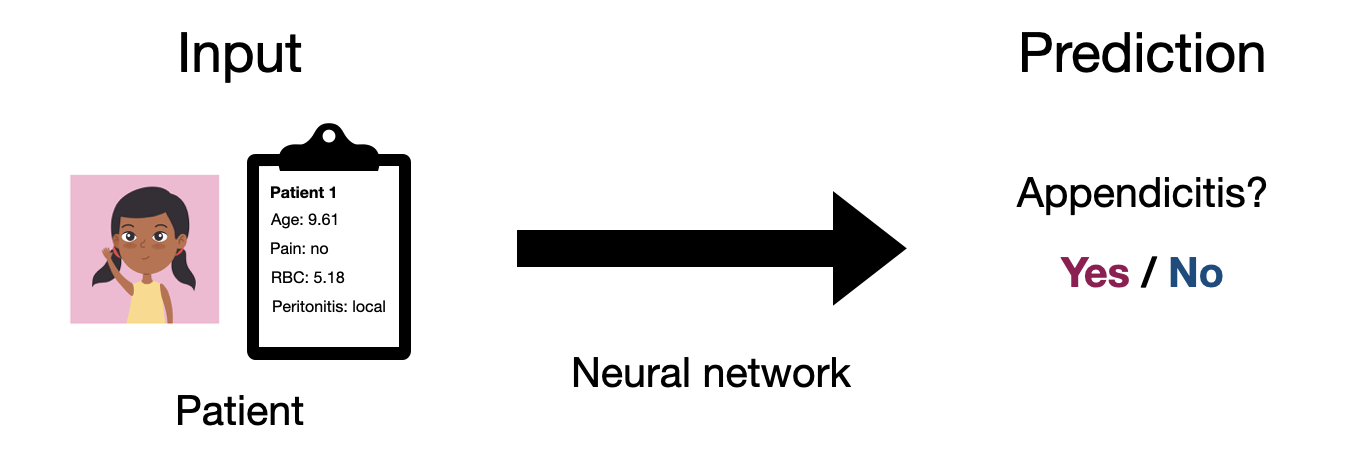 Input
Prediction
Patient 1
Age: 9.61
Pain: no
RBC: 5.18
Peritonitis: local
Patient
Neural network
Appendicitis?
Yes / No